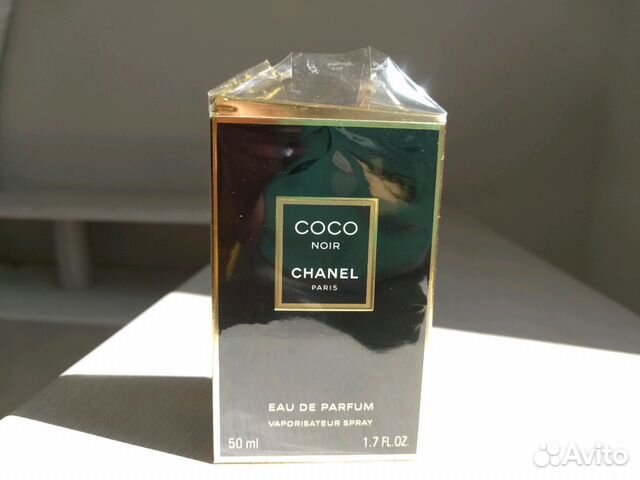 COCO
NOIR
CHANEL
PARIS
EAU DE PARFUM
VAPORISATEUR SPRAY
50 ml 1.7 FL.OZ.
Avito